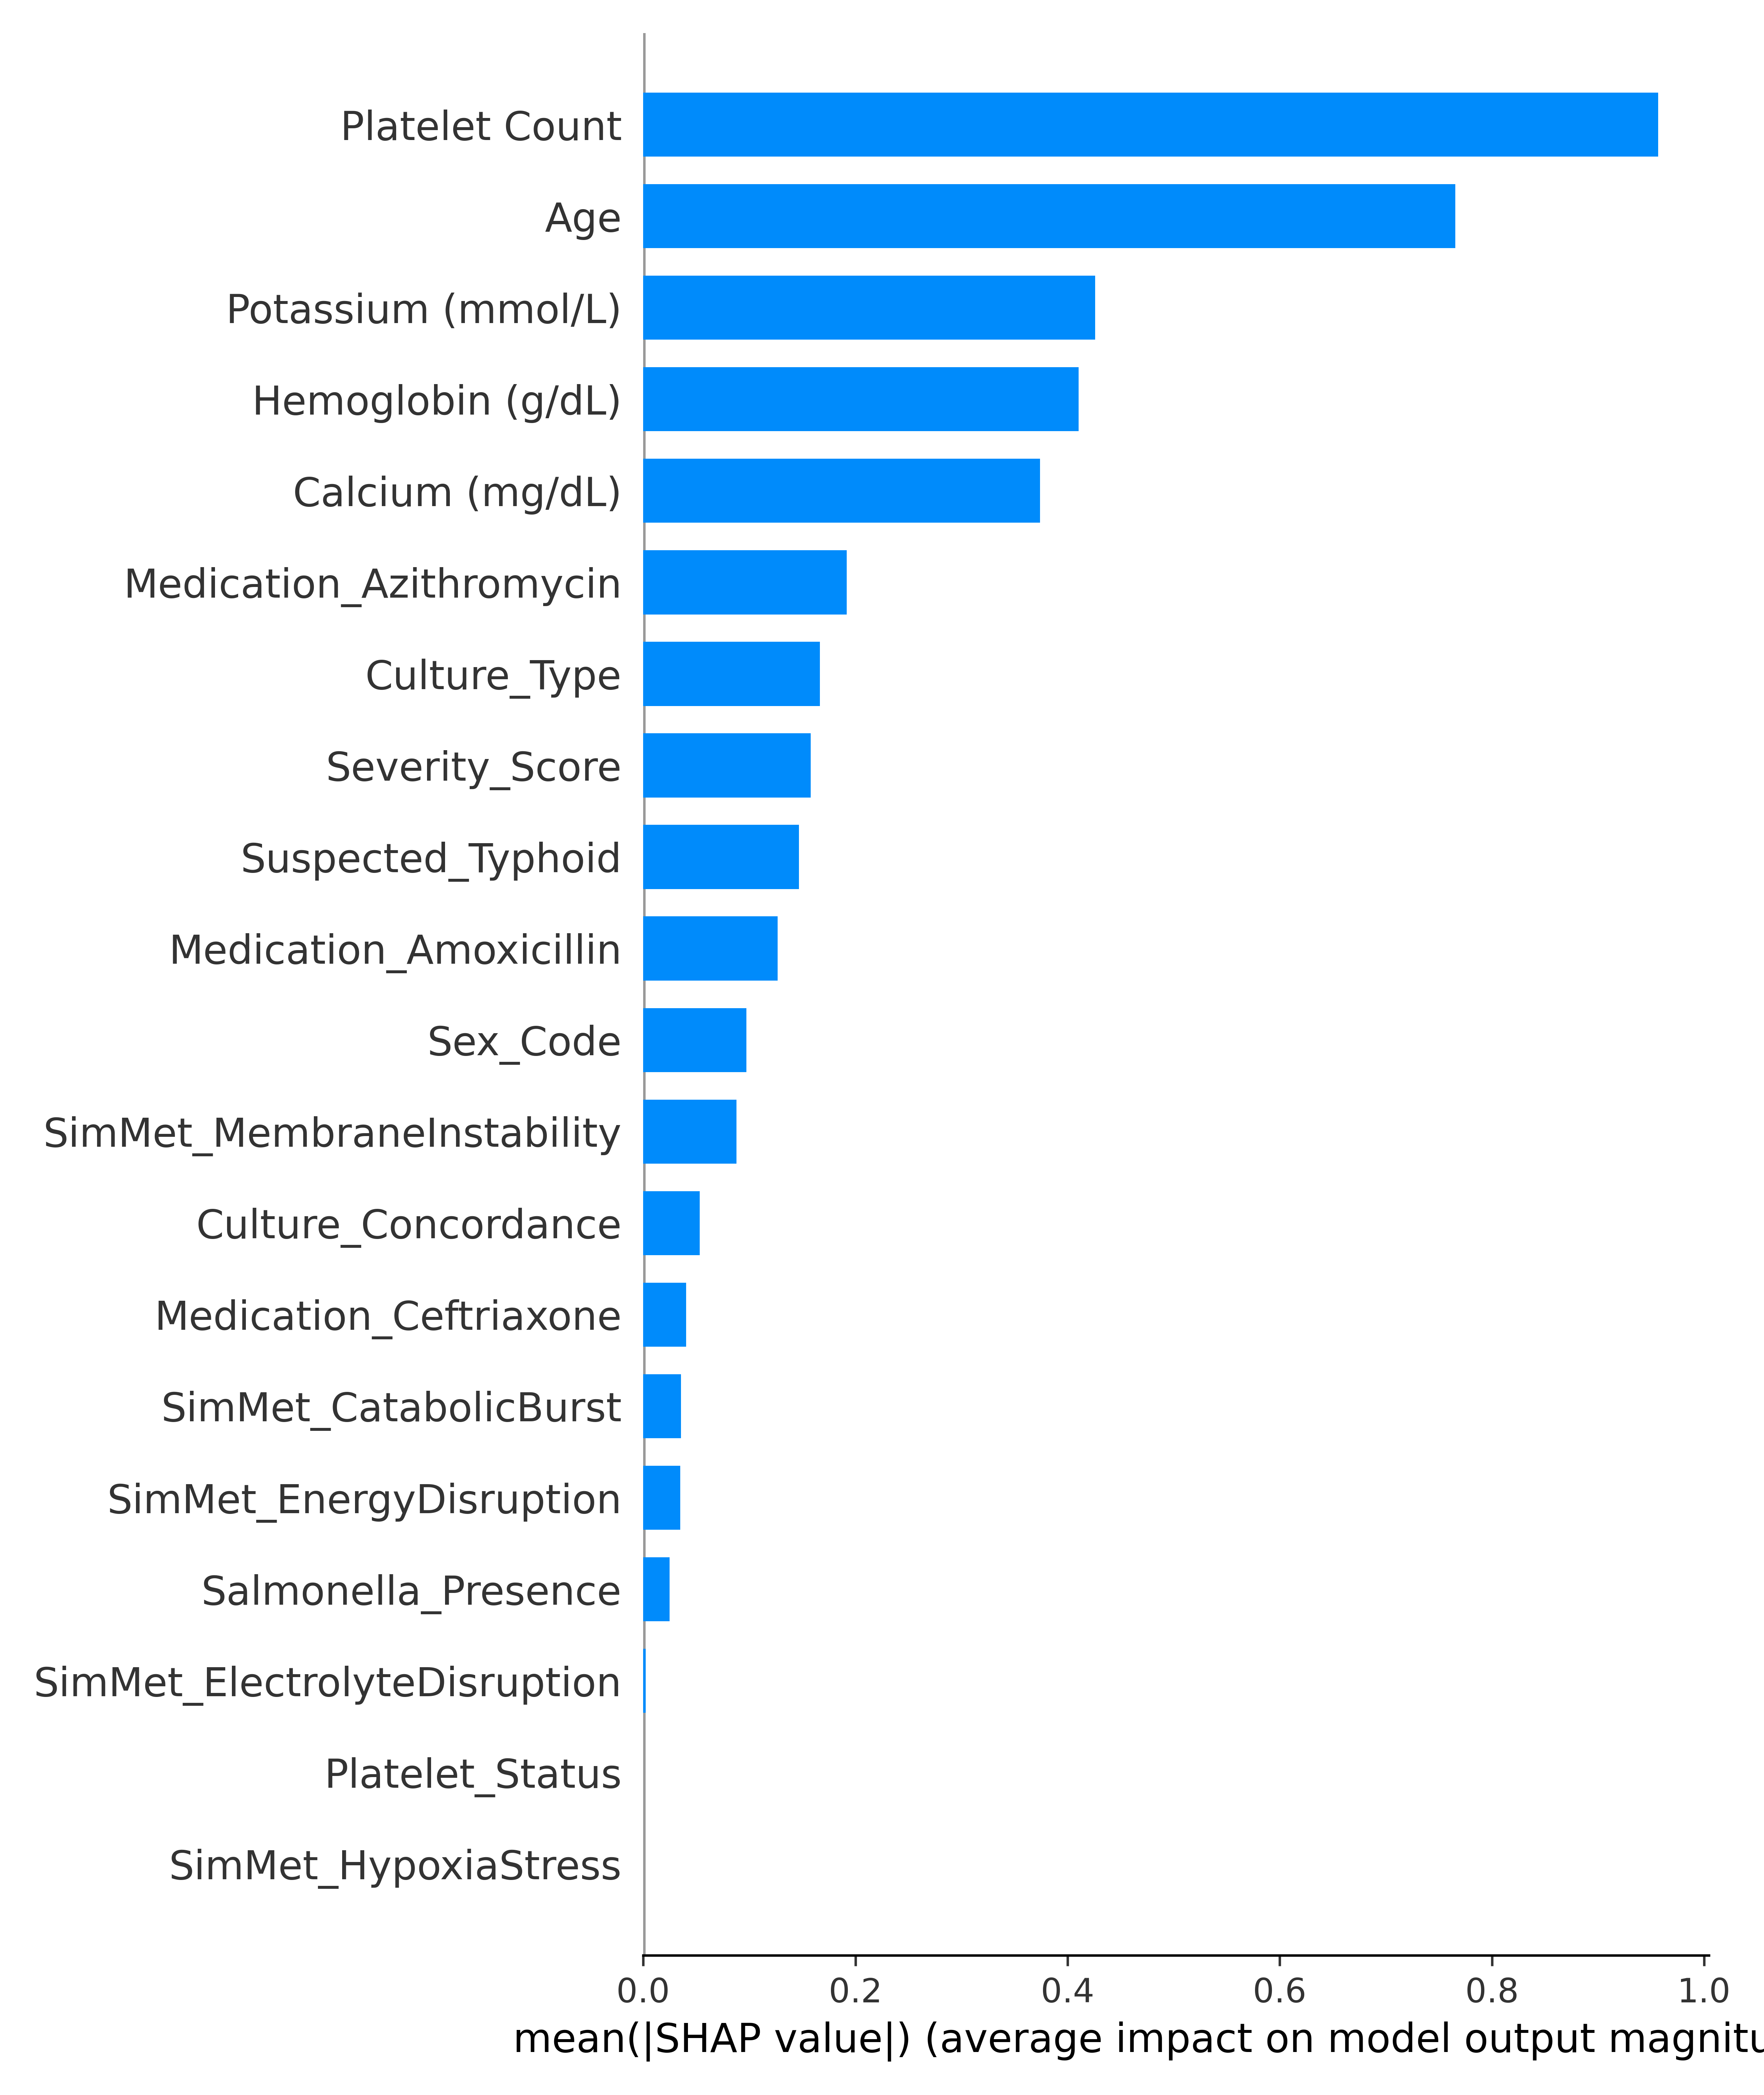 Platelet Count
Age
Potassium (mmol/L)
Hemoglobin (g/dL)
Calcium (mg/dL)
Medication_Azithromycin
Culture_Type
Severity_Score
Suspected_Typhoid
Medication_Amoxicillin
Sex_Code
SimMet_MembraneInstability
Culture_Concordance
Medication_Ceftriaxone
SimMet_CatabolicBurst
SimMet_EnergyDisruption
Salmonella_Presence
SimMet_ElectrolyteDisruption
Platelet_Status
SimMet_HypoxiaStress
0.0 0.2 0.4 0.6 0.8 1.0
mean(|SHAP value|) (average impact on model output magnitu